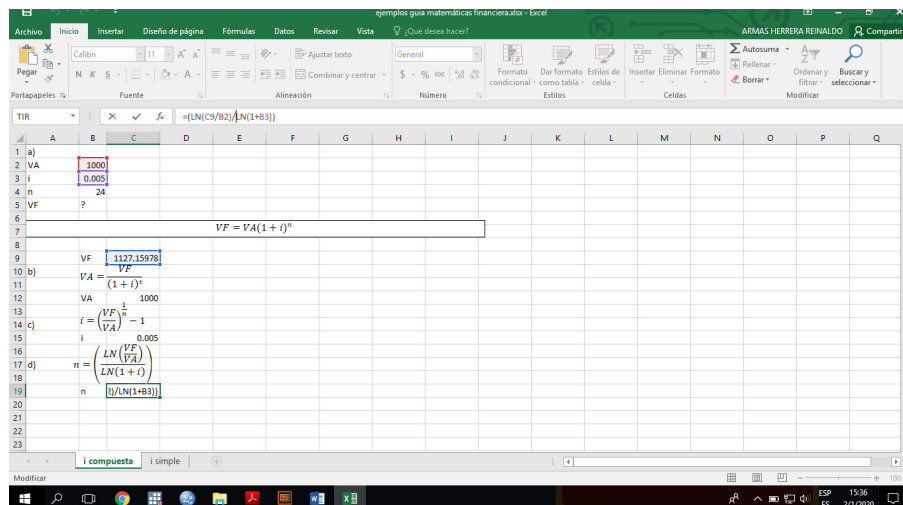 ejemplos guia matemáticas financiera.xlsx - Excel
Archivo Inicio Insertar Diseño de página Fórmulas Datos Revisar Vista ¿Qué desea hacer? ARMAS HERRERA REINALDO Compartir
Pegar
Calibri 11 A A
N K S A
Ajustar texto
Combinar y centrar
General
$ % 000
Formato condicional
Dar formato como tabla
Estilos de celda
Insertar Eliminar Formato
Autosuma
Rellenar
Borrar
Ordenar y filtrar
Buscar y seleccionar
Portapapeles Fuente Alineación Número Estilos Celdas Modificar
TIR fx =(LN(C9/B2)/LN(1+B3))
A B C D E F G H I J K L M N O P Q
1 a)
2 VA 1000
3 i 0.005
4 n 24
5 VF ?
6
7 VF = VA(1 + i)^n
8
9 VF 1127.15978
10 b) VA = VF / (1 + i)^n
11
12 VA 1000
13
14 c) i = (VF/VA)^(1/n) − 1
15 i 0.005
16
17 d) n = (LN(VF/VA) / LN(1 + i))
18
19 n 2)/LN(1+B3))
20
21
22
23
i compuesta i simple
Modificar 100
ESP 15:36
ES 2/1/2020